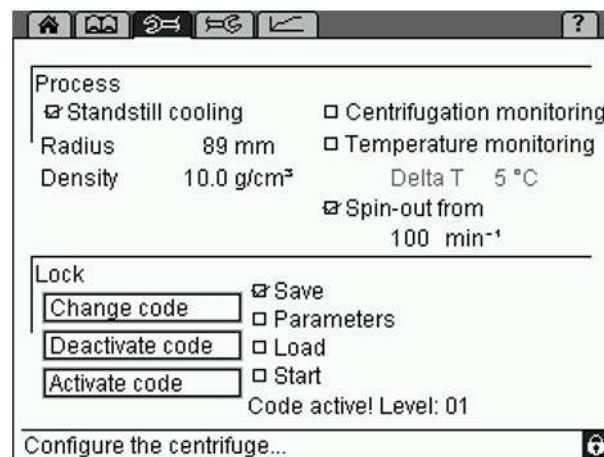 ?
Process
Standstill cooling
Centrifugation monitoring
Radius 89 mm
Temperature monitoring
Density 10.0 g/cm³
Delta T 5 °C
Spin-out from
100 min⁻¹
Lock
Change code
Save
Parameters
Deactivate code
Load
Activate code
Start
Code active! Level: 01
Configure the centrifuge...